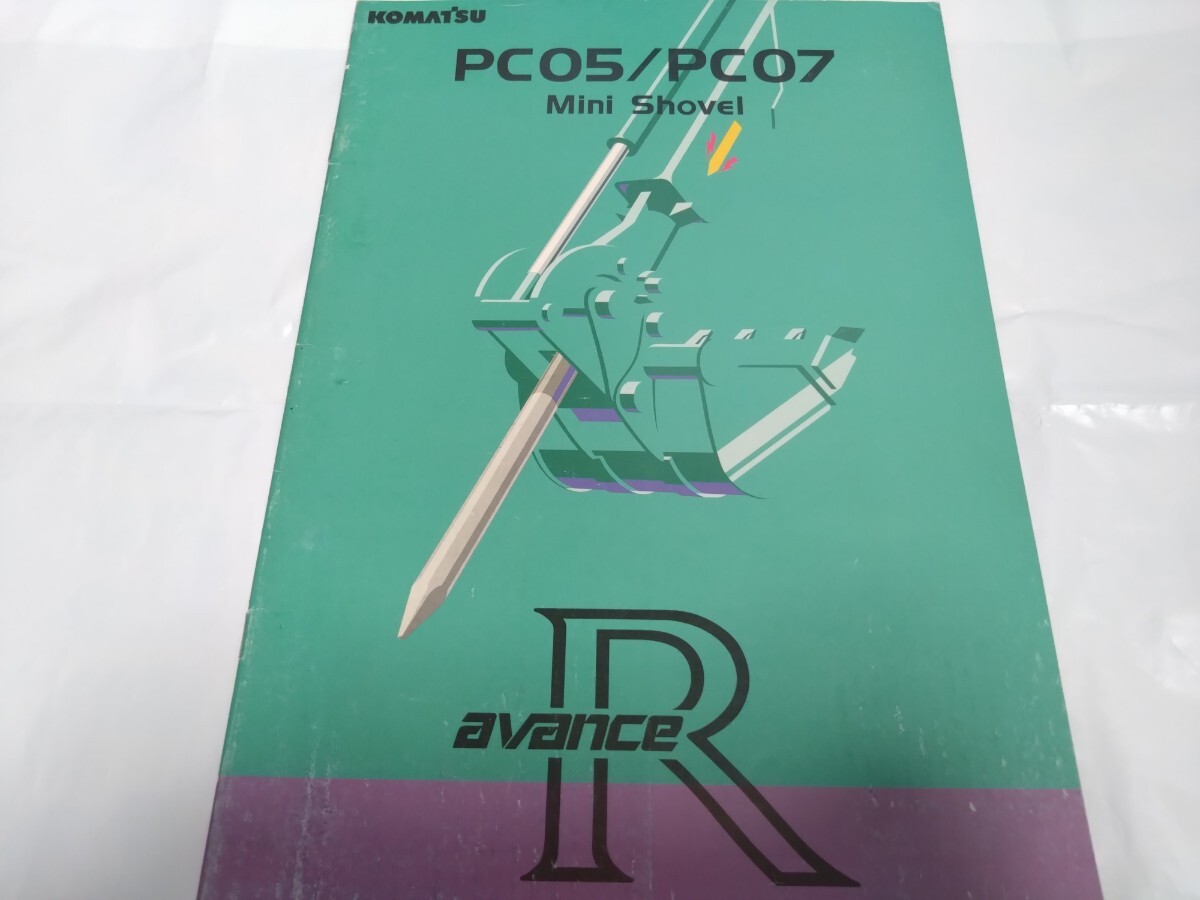 KOMATSU
PC05/PC07
Mini Shovel
avance R